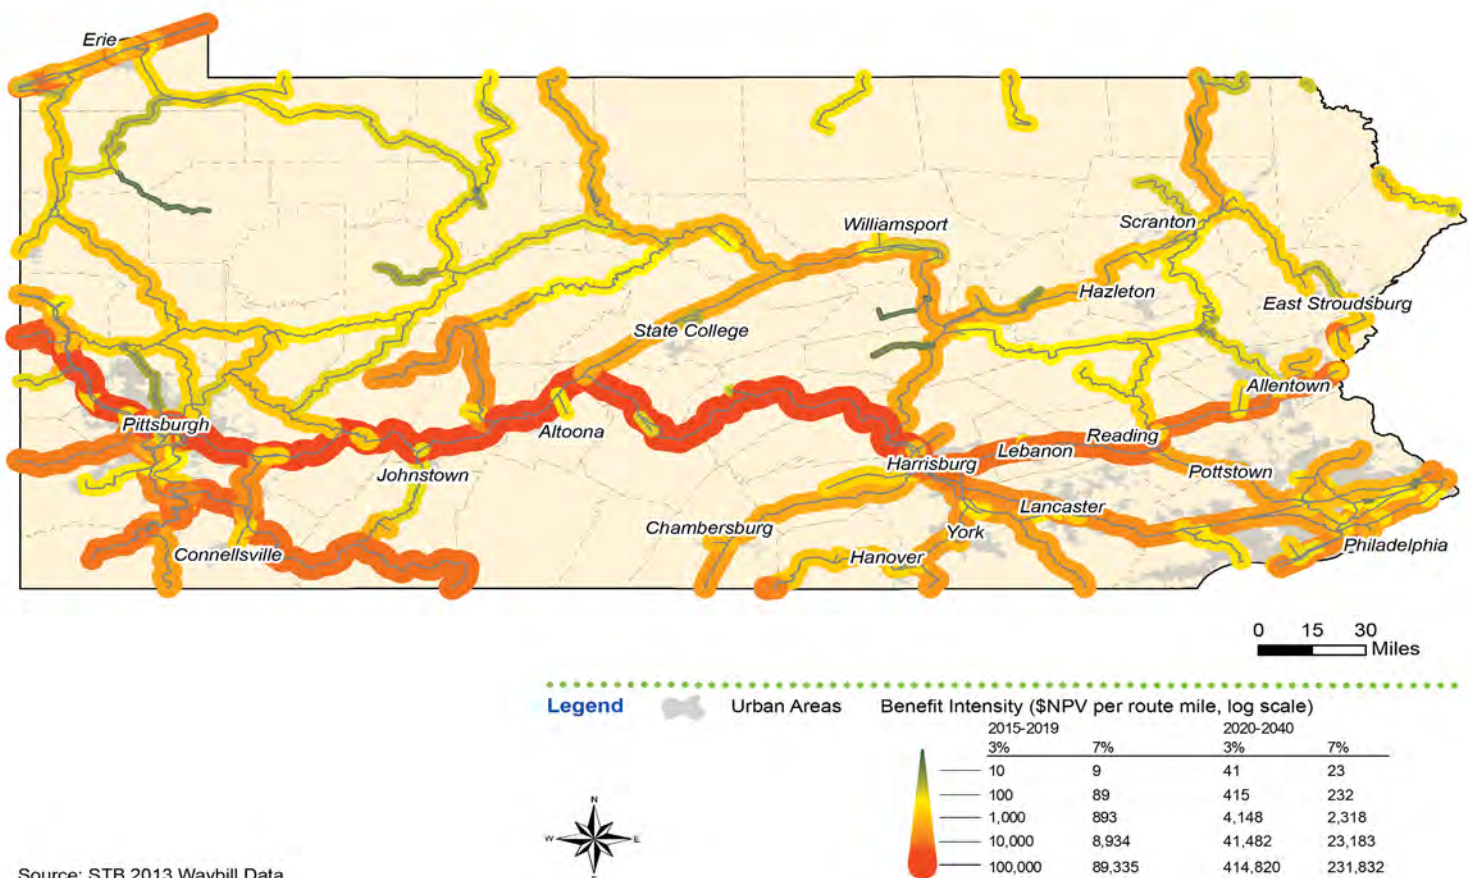 Erie
Williamsport
Scranton
Hazleton
East Stroudsburg
State College
Allentown
Pittsburgh
Altoona
Reading
Lebanon
Harrisburg
Pottstown
Johnstown
Lancaster
Chambersburg
York
Connellsville
Hanover
Philadelphia
0 15 30
Miles
Legend Urban Areas Benefit Intensity ($NPV per route mile, log scale)
2015-2019 2020-2040
3% 7% 3% 7%
10 9 41 23
100 89 415 232
1,000 893 4,148 2,318
10,000 8,934 41,482 23,183
100,000 89,335 414,820 231,832
N
W E
S
Source: STB 2013 Waybill Data